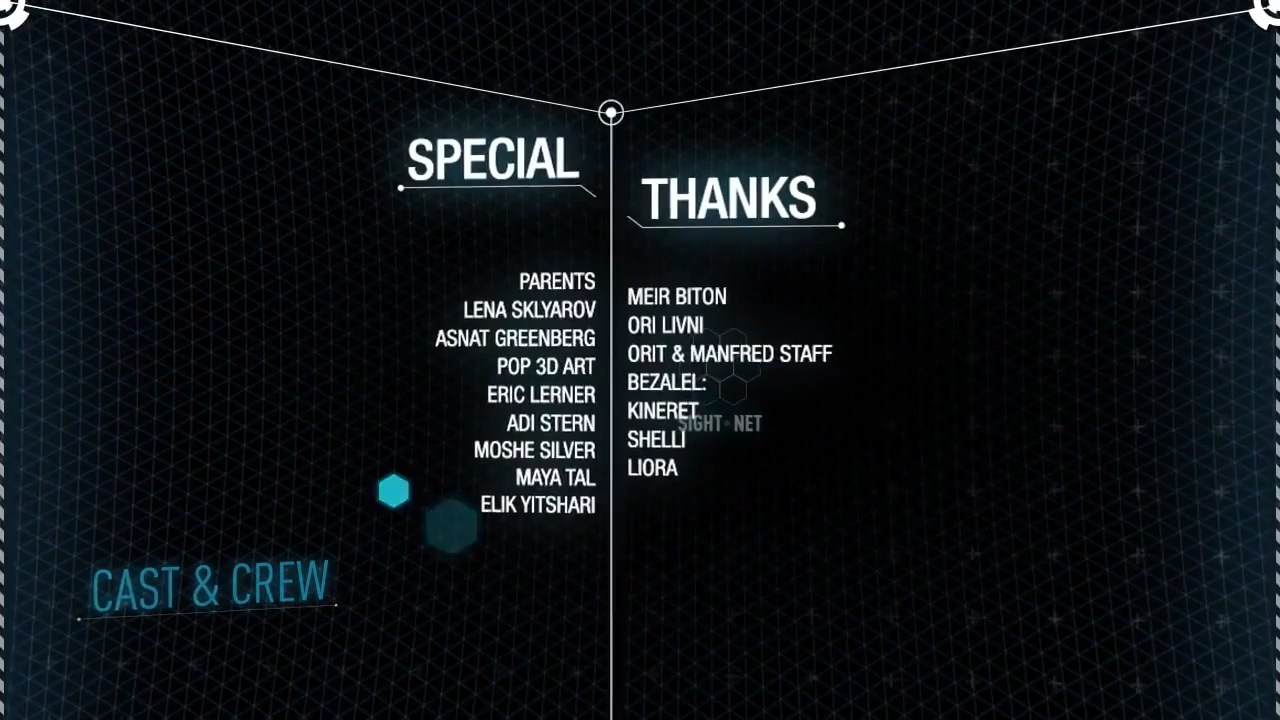 SPECIAL
THANKS
PARENTS
LENA SKLYAROV
ASNAT GREENBERG
POP 3D ART
ERIC LERNER
ADI STERN
MOSHE SILVER
MAYA TAL
ELIK YITSHARI
MEIR BITON
ORI LIVNI
ORIT & MANFRED STAFF
BEZALEL:
KINERET
SHELLI
LIORA
SIGHT NET
CAST & CREW